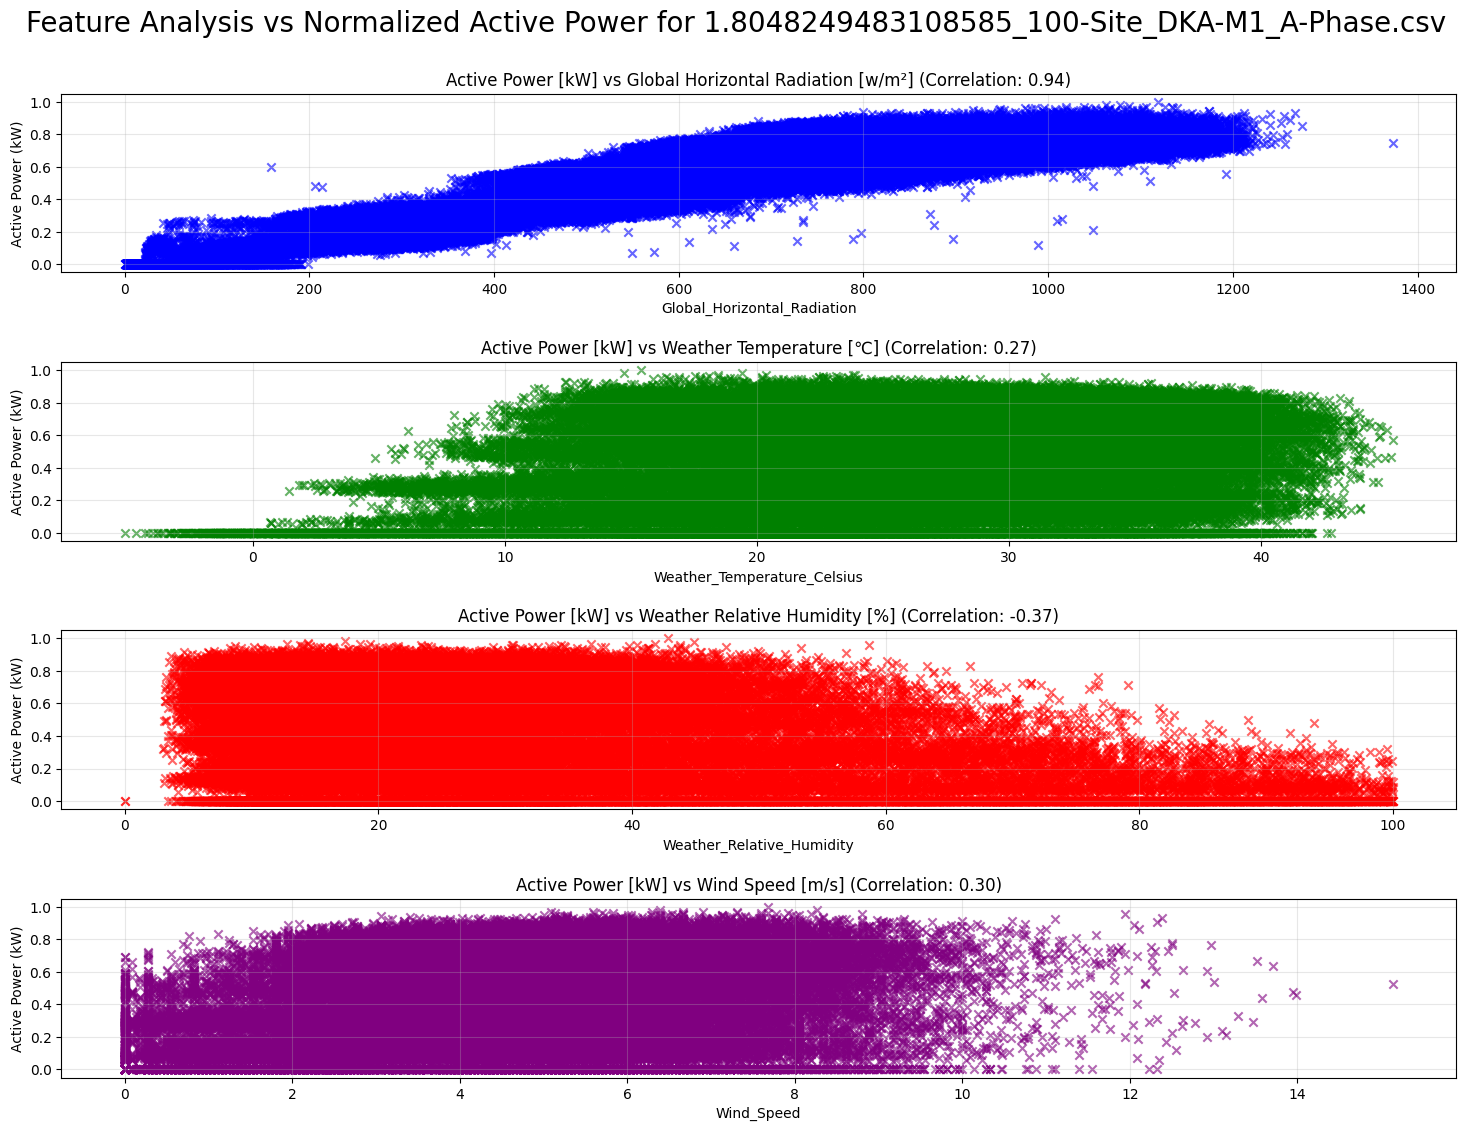 Feature Analysis vs Normalized Active Power for 1.8048249483108585_100-Site_DKA-M1_A-Phase.csv
Active Power [kW] vs Global Horizontal Radiation [w/m²] (Correlation: 0.94)
Active Power (kW)
1.0
0.8
0.6
0.4
0.2
0.0
0 200 400 600 800 1000 1200 1400
Global_Horizontal_Radiation
Active Power [kW] vs Weather Temperature [℃] (Correlation: 0.27)
Active Power (kW)
1.0
0.8
0.6
0.4
0.2
0.0
0 10 20 30 40
Weather_Temperature_Celsius
Active Power [kW] vs Weather Relative Humidity [%] (Correlation: -0.37)
Active Power (kW)
1.0
0.8
0.6
0.4
0.2
0.0
0 20 40 60 80 100
Weather_Relative_Humidity
Active Power [kW] vs Wind Speed [m/s] (Correlation: 0.30)
Active Power (kW)
1.0
0.8
0.6
0.4
0.2
0.0
0 2 4 6 8 10 12 14
Wind_Speed